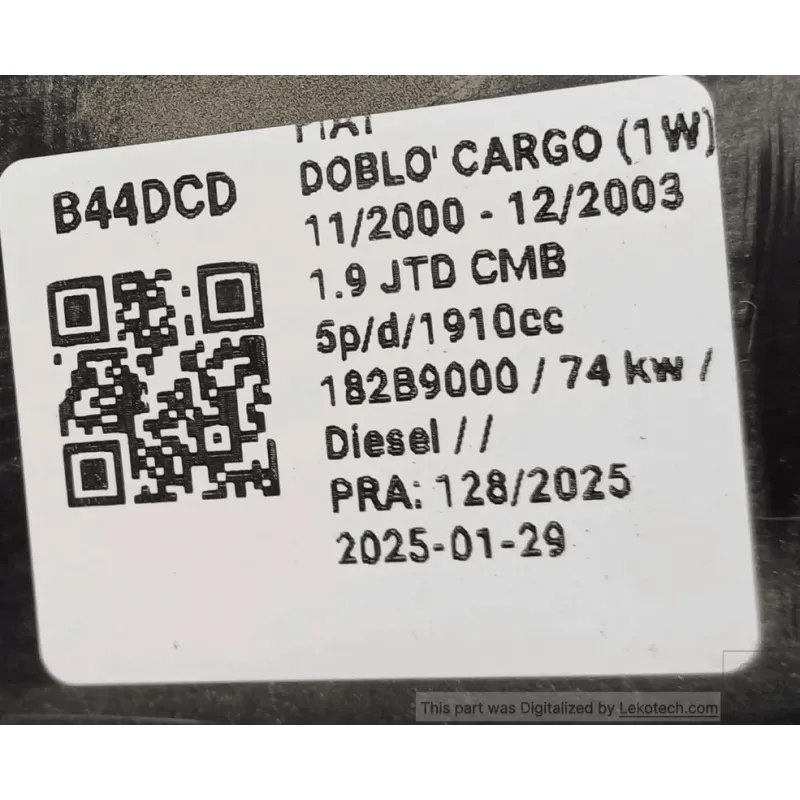 B44DCD
FIAT
DOBLO' CARGO (1W)
11/2000 - 12/2003
1.9 JTD CMB
5p/d/1910cc
182B9000 / 74 kw /
Diesel / /
PRA: 128/2025
2025-01-29
This part was Digitalized by Lekotech.com